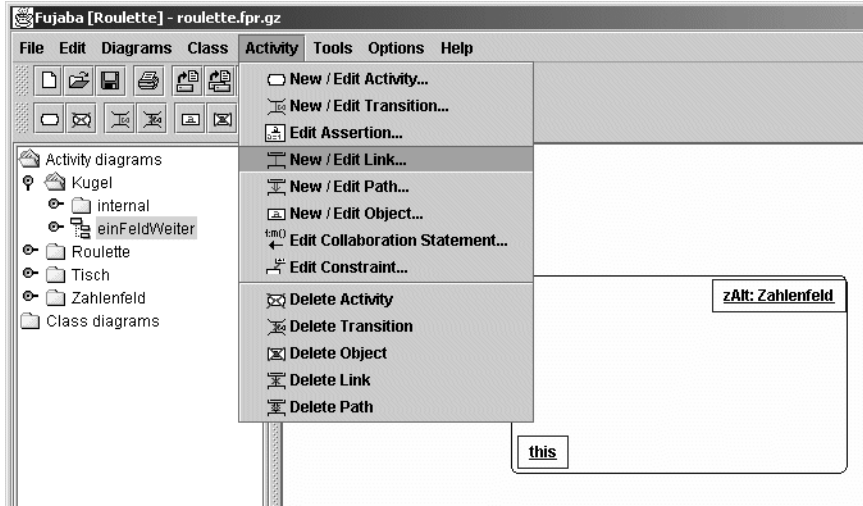 Fujaba [Roulette] - roulette.fpr.gz
File Edit Diagrams Class Activity Tools Options Help
New / Edit Activity...
New / Edit Transition...
Edit Assertion...
New / Edit Link...
New / Edit Path...
New / Edit Object...
Edit Collaboration Statement...
Edit Constraint...
Delete Activity
Delete Transition
Delete Object
Delete Link
Delete Path
Activity diagrams
Kugel
internal
einFeldWeiter
Roulette
Tisch
Zahlenfeld
Class diagrams
zAlt: Zahlenfeld
this